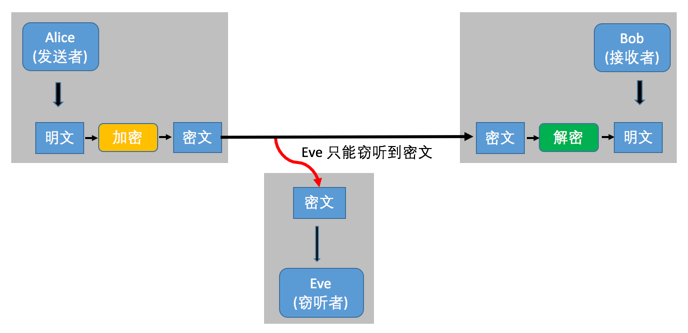 Alice
(发送者)
明文
加密
密文
Bob
(接收者)
密文
解密
明文
Eve 只能窃听到密文
密文
Eve
(窃听者)